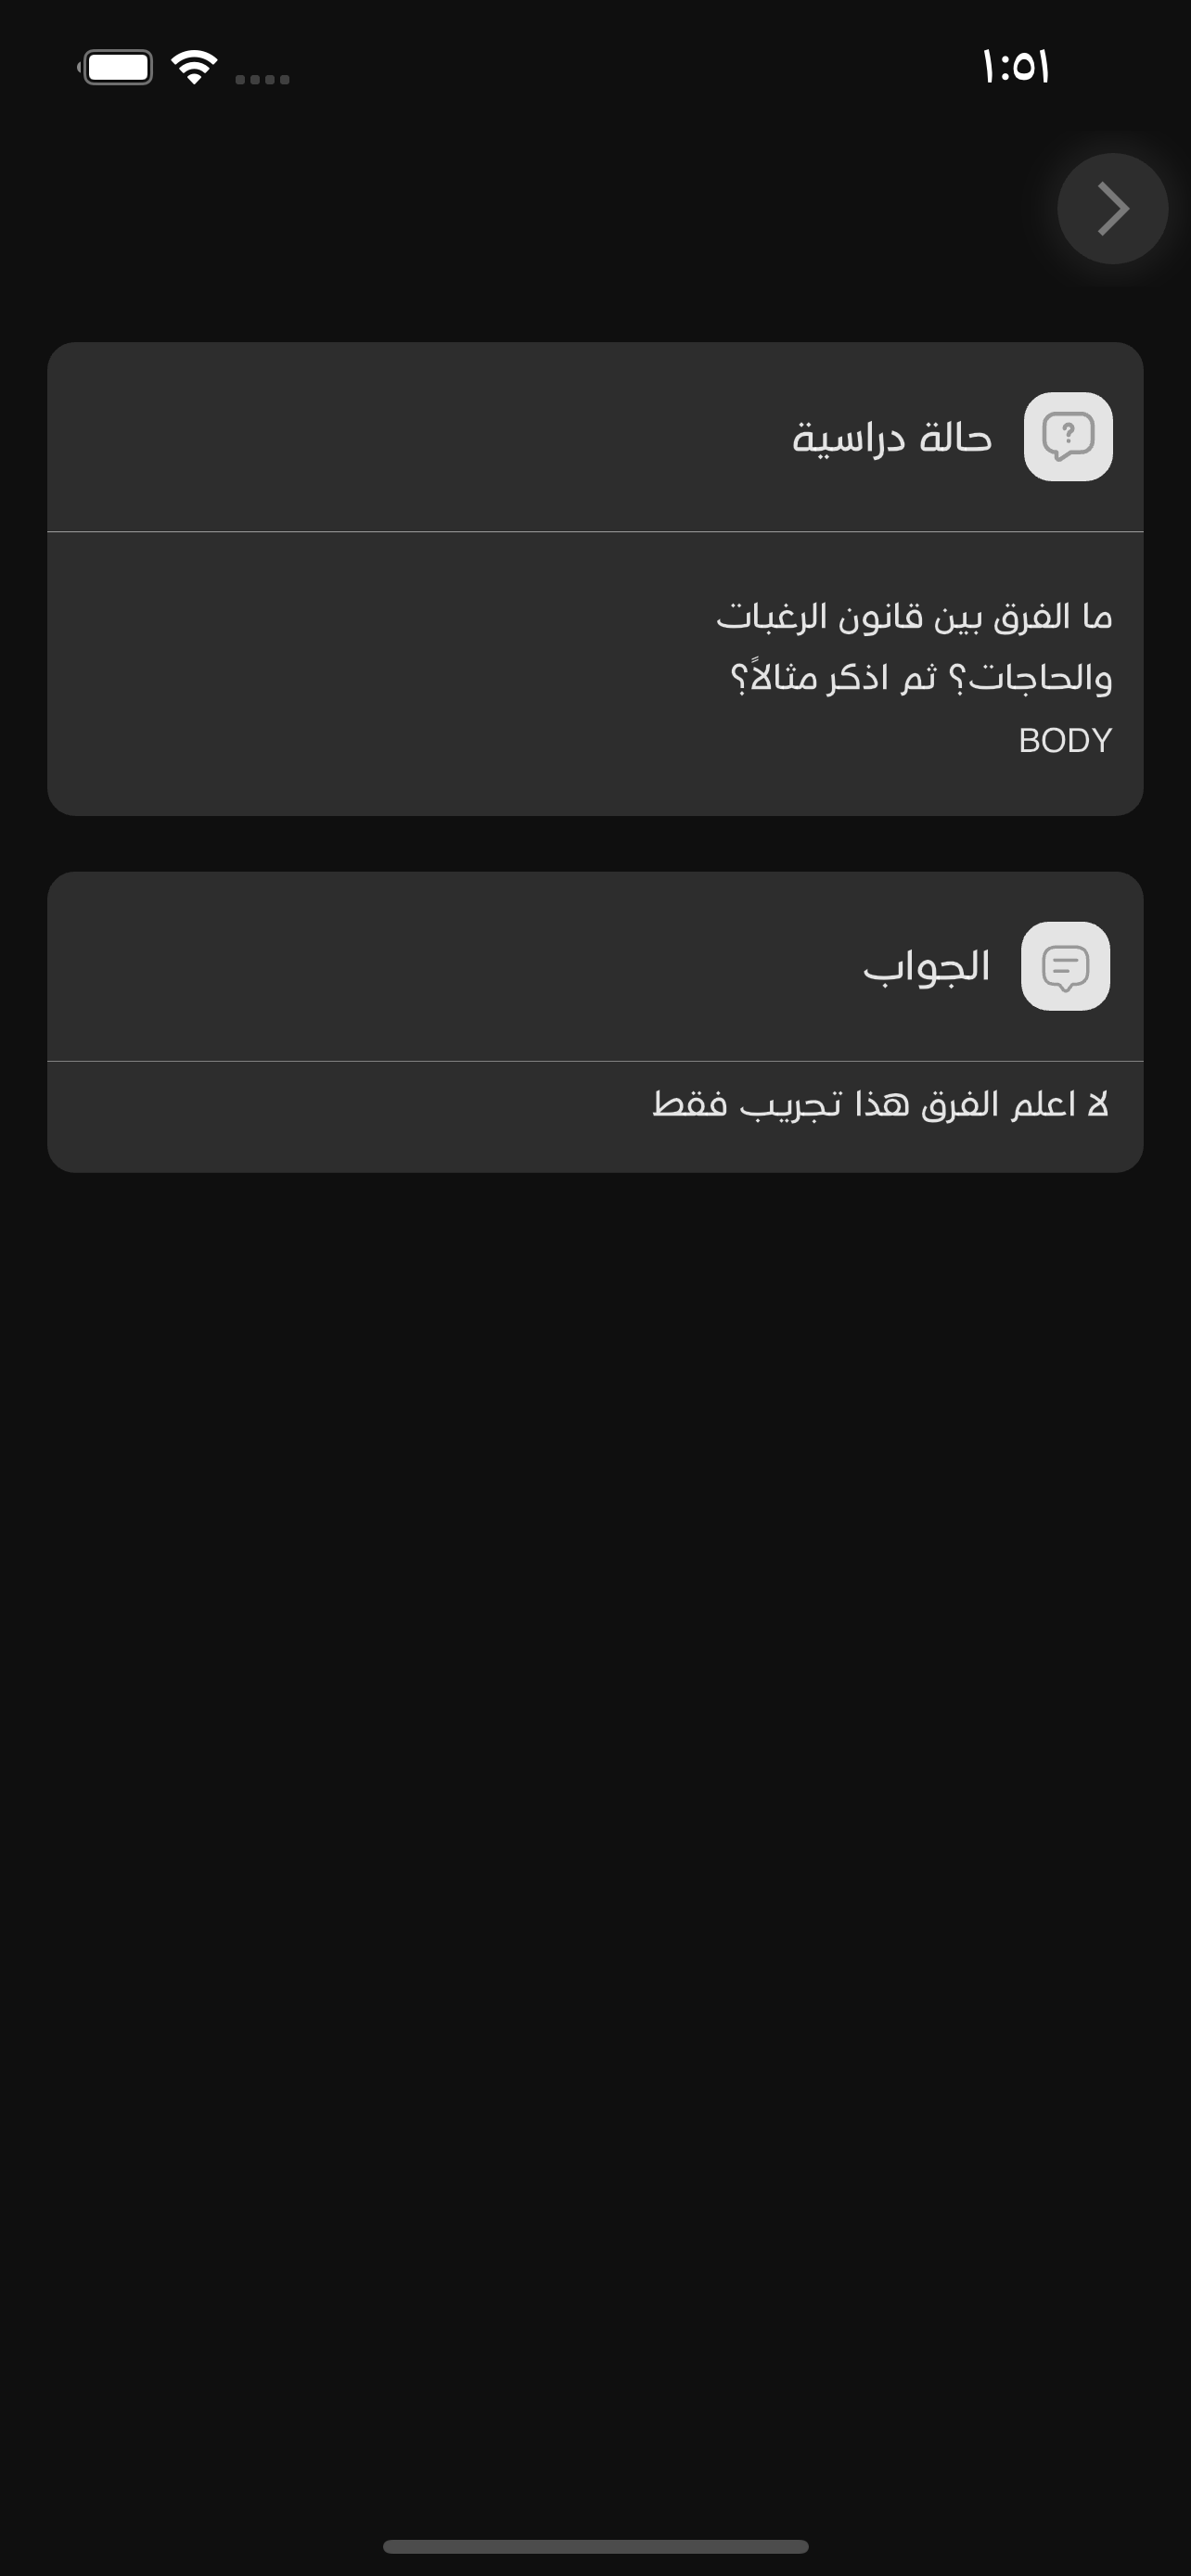 ١:٥١
حالة دراسية
ما الفرق بين قانون الرغبات
والحاجات؟ ثم اذكر مثالاً؟
BODY
الجواب
لا اعلم الفرق هذا تجريب فقط